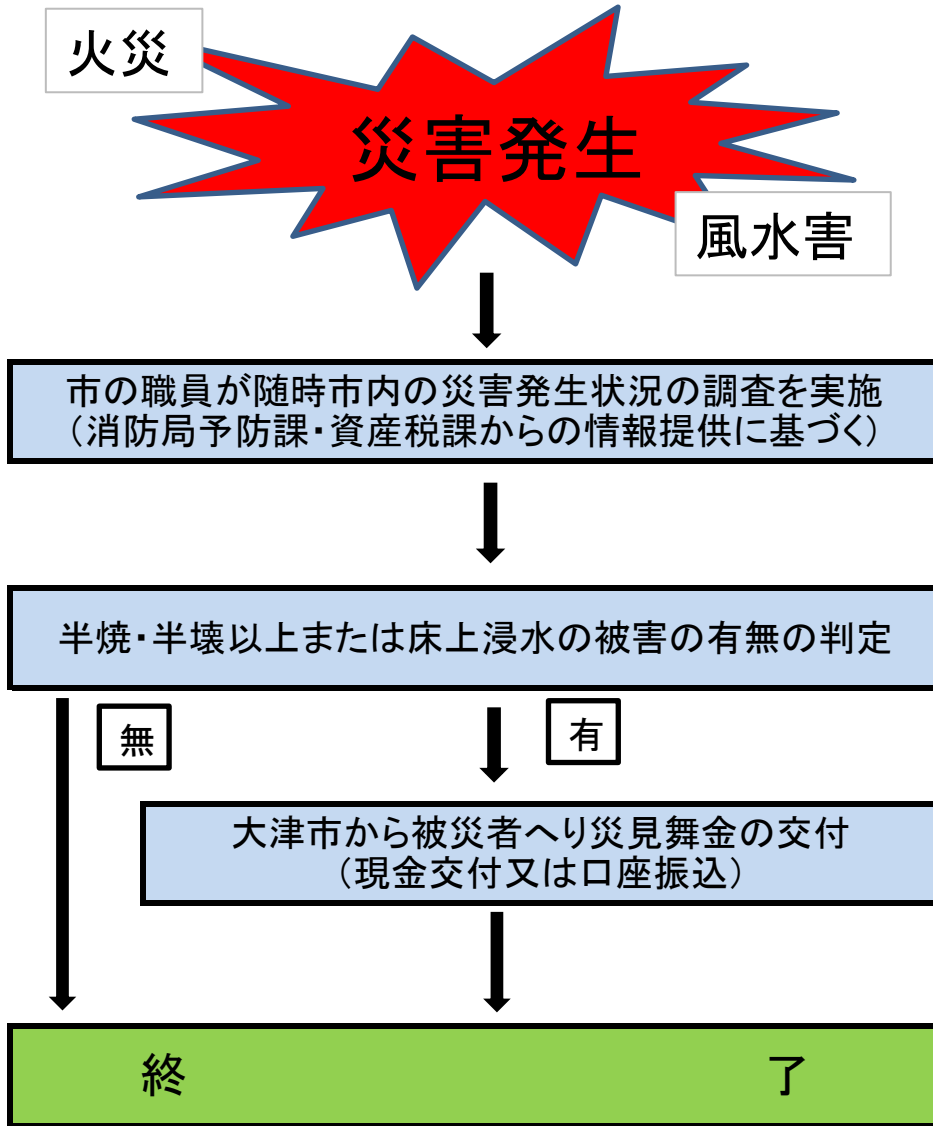 火災
災害発生
風水害
市の職員が随時市内の災害発生状況の調査を実施
（消防局予防課・資産税課からの情報提供に基づく）
半焼・半壊以上または床上浸水の被害の有無の判定
無
有
大津市から被災者へり災見舞金の交付
（現金交付又は口座振込）
終　了